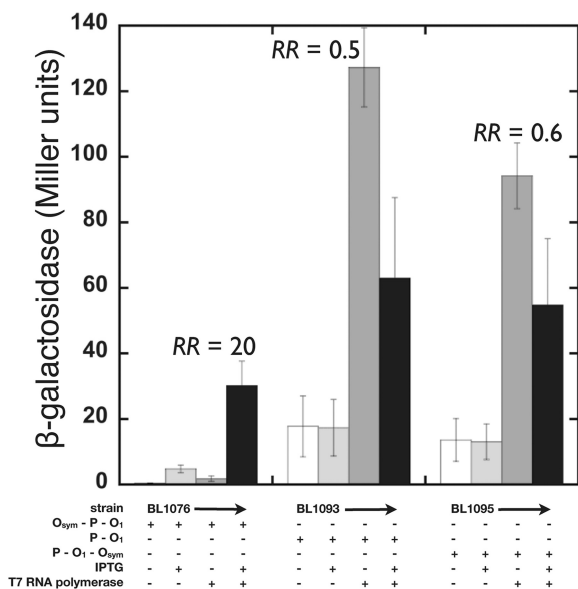 β-galactosidase (Miller units)
140
120
100
80
60
40
20
0
RR = 20
RR = 0.5
RR = 0.6
strain BL1076 BL1093 BL1095
Osym - P - O1 + + + + - - - - - - - -
P - O1 - - - - + + + + - - - -
P - O1 - Osym - - - - - - - - + + + +
IPTG - + - + - + - + - + - +
T7 RNA polymerase - - + + - - + + - - + +